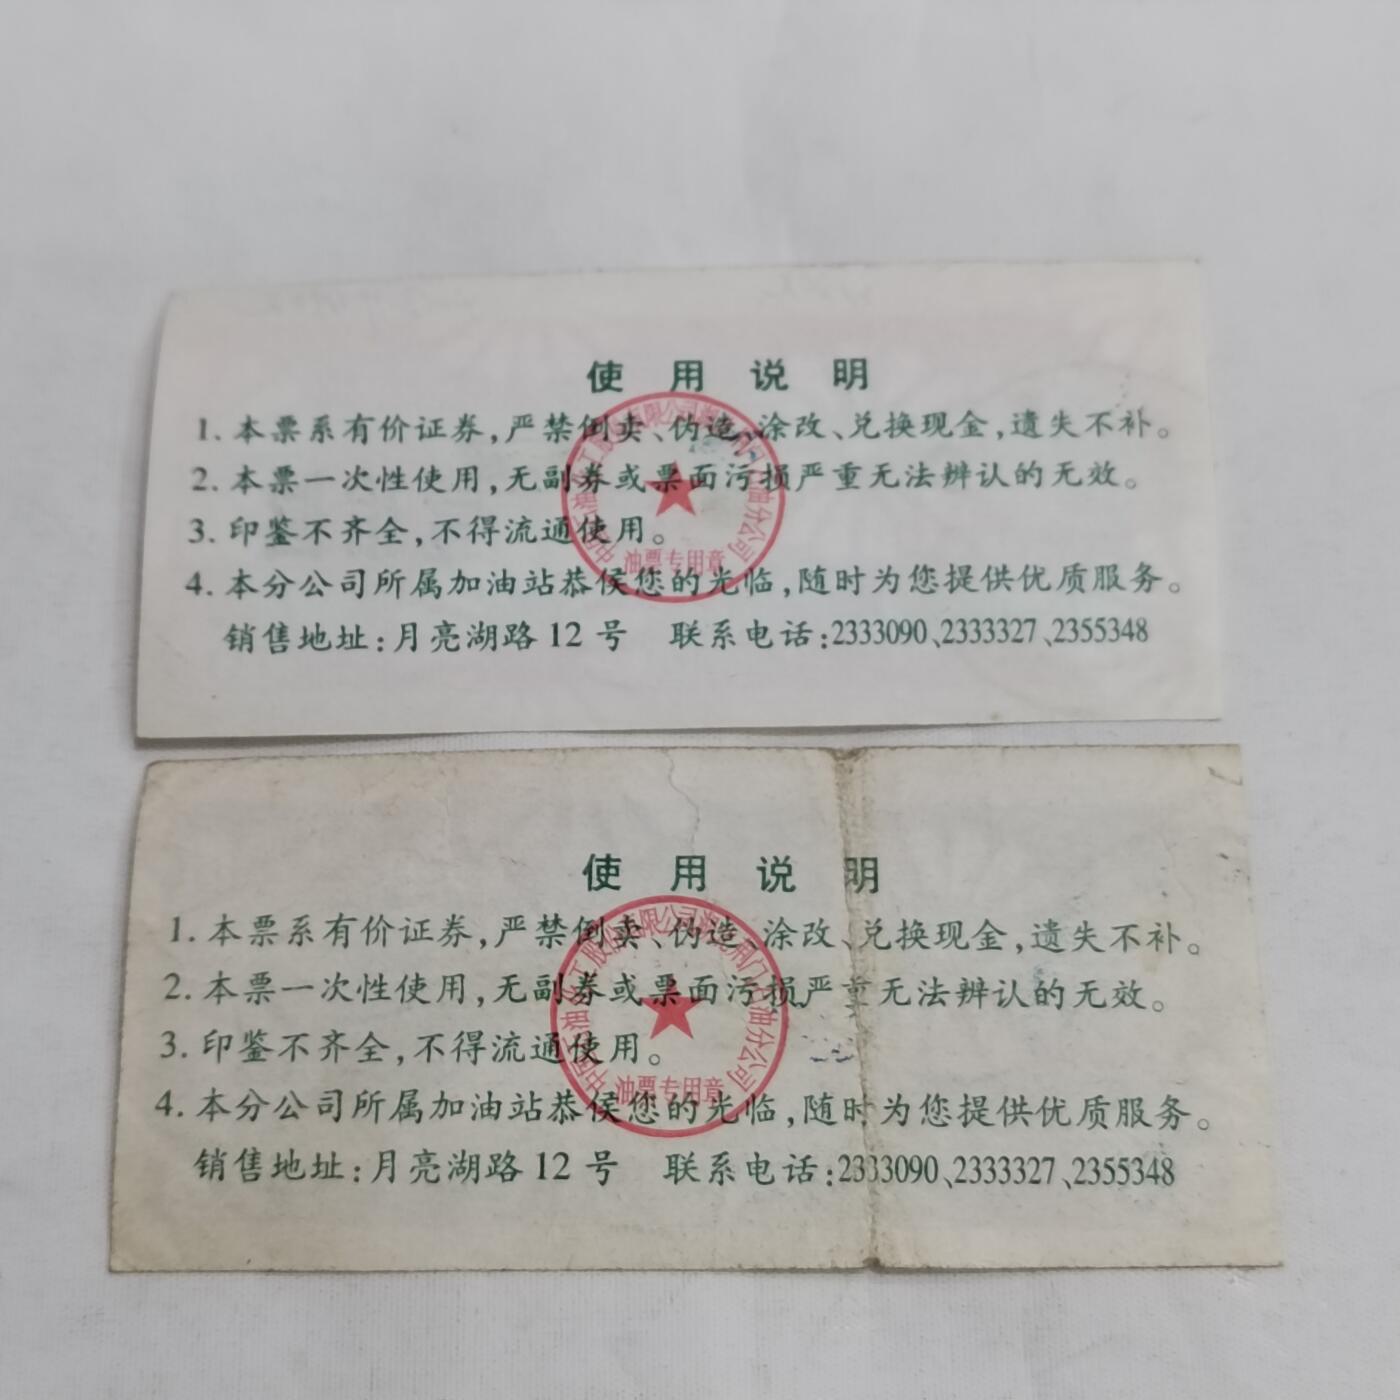 使用说明
1.本票系有价证券,严禁倒卖、伪造、涂改、兑换现金,遗失不补。
2.本票一次性使用,无副券或票面污损严重无法辨认的无效。
3.印鉴不齐全,不得流通使用。
4.本分公司所属加油站恭侯您的光临,随时为您提供优质服务。
销售地址:月亮湖路12号 联系电话:2333090、2333327、2355348
油票专用章
使用说明
1.本票系有价证券,严禁倒卖、伪造、涂改、兑换现金,遗失不补。
2.本票一次性使用,无副券或票面污损严重无法辨认的无效。
3.印鉴不齐全,不得流通使用。
4.本分公司所属加油站恭侯您的光临,随时为您提供优质服务。
销售地址:月亮湖路12号 联系电话:2333090、2333327、2355348
油票专用章